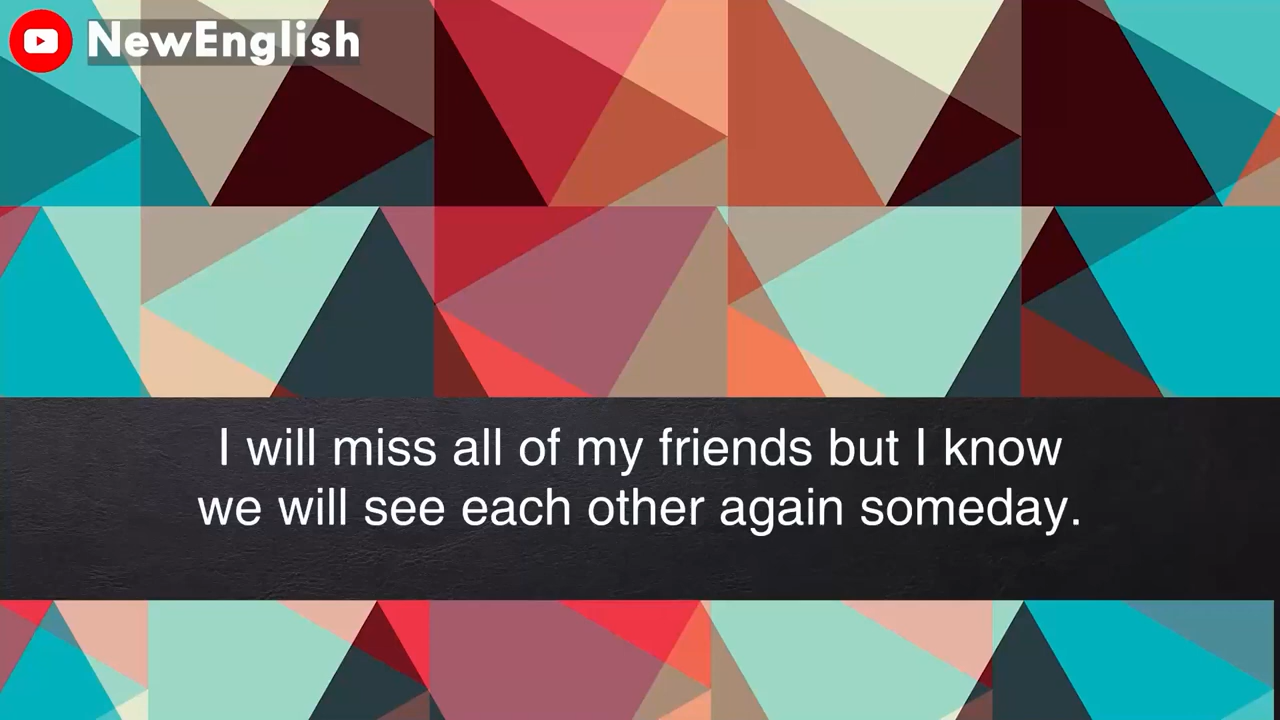 NewEnglish
I will miss all of my friends but I know
we will see each other again someday.